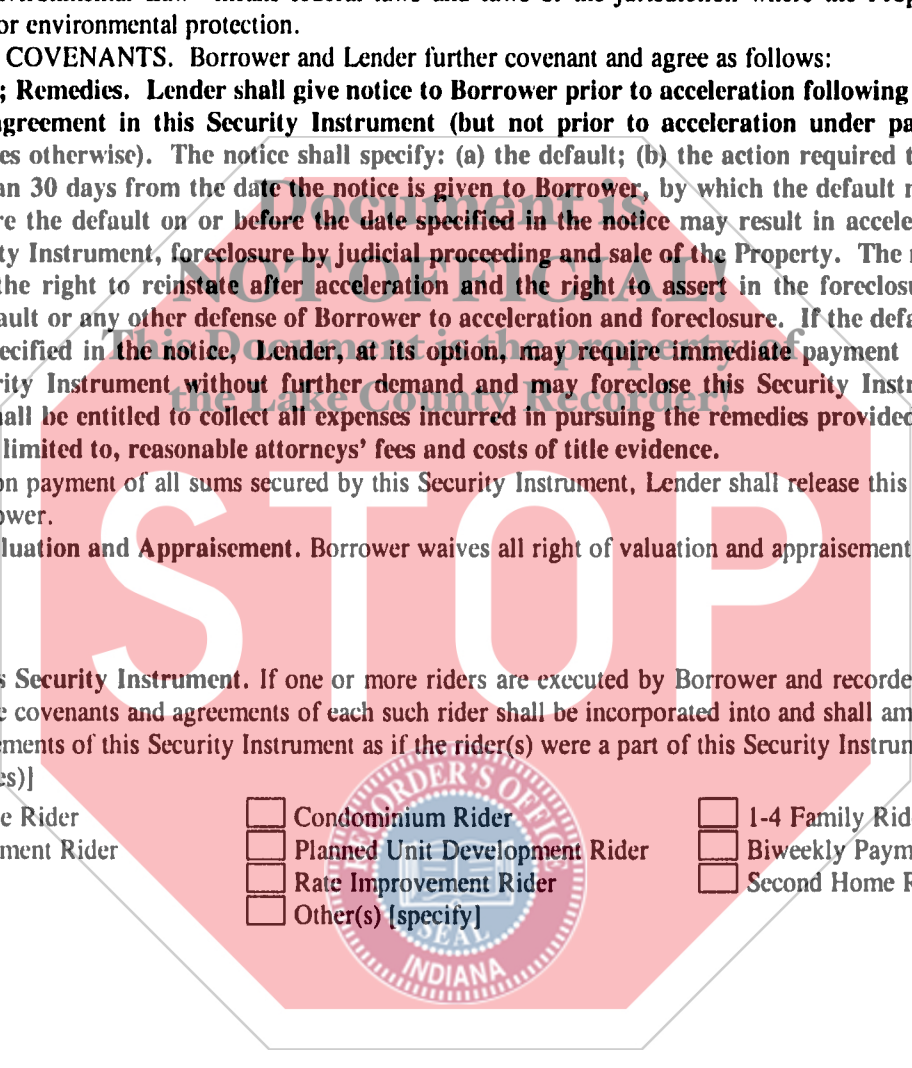 or environmental protection.
COVENANTS. Borrower and Lender further covenant and agree as follows:
; Remedies. Lender shall give notice to Borrower prior to acceleration following
agreement in this Security Instrument (but not prior to acceleration under pa
es otherwise). The notice shall specify: (a) the default; (b) the action required t
an 30 days from the date the notice is given to Borrower, by which the default
re the default on or before the date specified in the notice may result in accele
ty Instrument, foreclosure by judicial proceeding and sale of the Property. The
the right to reinstate after acceleration and the right to assert in the foreclosu
ault or any other defense of Borrower to acceleration and foreclosure. If the defa
ecified in the notice, Lender, at its option, may require immediate payment
rity Instrument without further demand and may foreclose this Security Instr
all be entitled to collect all expenses incurred in pursuing the remedies provided
limited to, reasonable attorneys' fees and costs of title evidence.
on payment of all sums secured by this Security Instrument, Lender shall release this
ower.
luation and Appraisement. Borrower waives all right of valuation and appraisement
s Security Instrument. If one or more riders are executed by Borrower and recorde
e covenants and agreements of each such rider shall be incorporated into and shall am
ements of this Security Instrument as if the rider(s) were a part of this Security Instrum
es)]
e Rider Condominium Rider 1-4 Family Rid
ment Rider Planned Unit Development Rider Biweekly Paym
Rate Improvement Rider Second Home R
Other(s) [specify]
Document is
NOT OFFICIAL!
This Document is the property of
the Lake County Recorder!
STOP
RECORDER'S OFFICE
SEAL
INDIANA